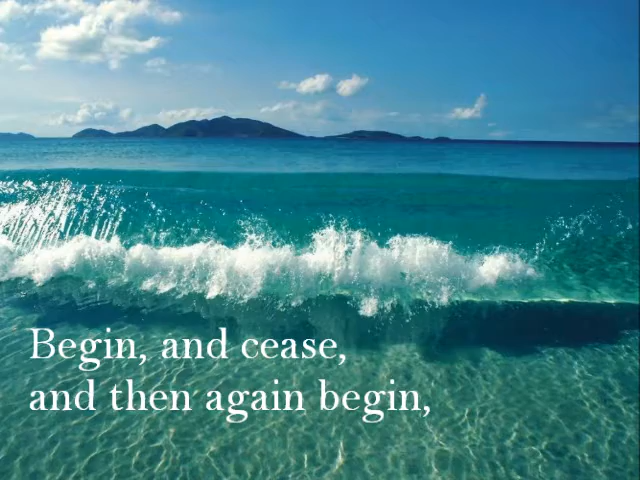 Begin, and cease,
and then again begin,